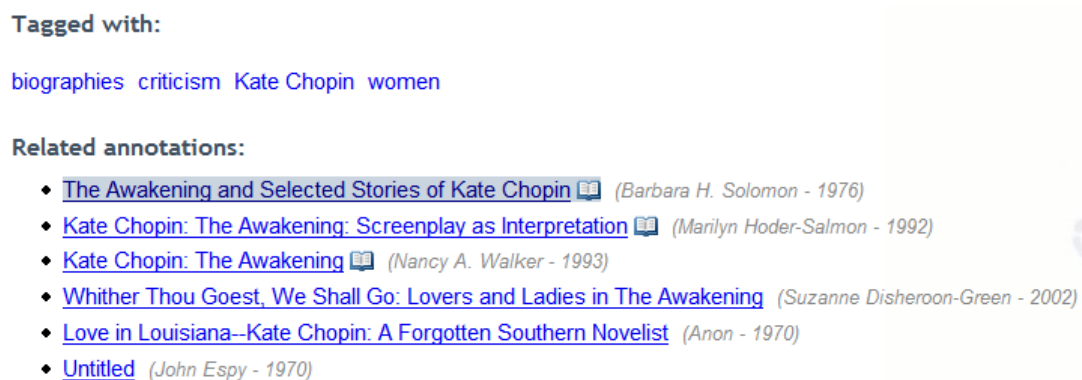 Tagged with:
biographies criticism Kate Chopin women
Related annotations:
The Awakening and Selected Stories of Kate Chopin (Barbara H. Solomon - 1976)
Kate Chopin: The Awakening: Screenplay as Interpretation (Marilyn Hoder-Salmon - 1992)
Kate Chopin: The Awakening (Nancy A. Walker - 1993)
Whither Thou Goest, We Shall Go: Lovers and Ladies in The Awakening (Suzanne Disheroon-Green - 2002)
Love in Louisiana--Kate Chopin: A Forgotten Southern Novelist (Anon - 1970)
Untitled (John Espy - 1970)